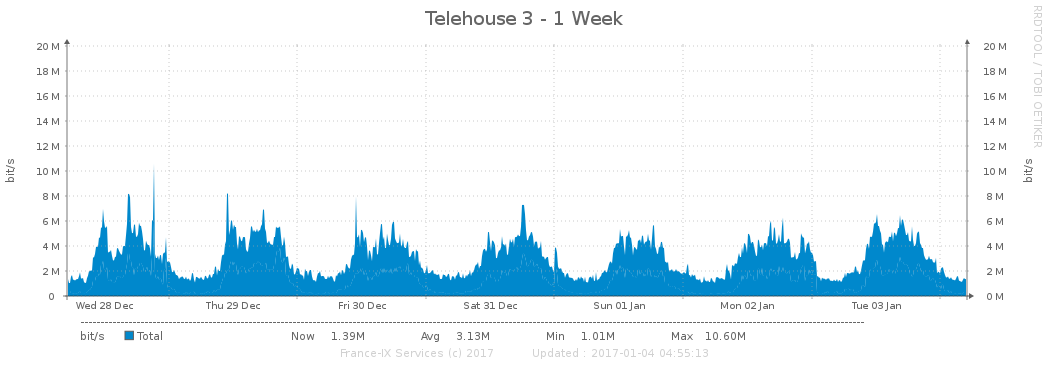 Telehouse 3 - 1 Week
RRDTOOL / TOBI OETIKER
bit/s
20 M
18 M
16 M
14 M
12 M
10 M
8 M
6 M
4 M
2 M
0
20 M
18 M
16 M
14 M
12 M
10 M
8 M
6 M
4 M
2 M
0 M
bit/s
Wed 28 Dec Thu 29 Dec Fri 30 Dec Sat 31 Dec Sun 01 Jan Mon 02 Jan Tue 03 Jan
bit/s Total Now 1.39M Avg 3.13M Min 1.01M Max 10.60M
France-IX Services (c) 2017 Updated : 2017-01-04 04:55:13